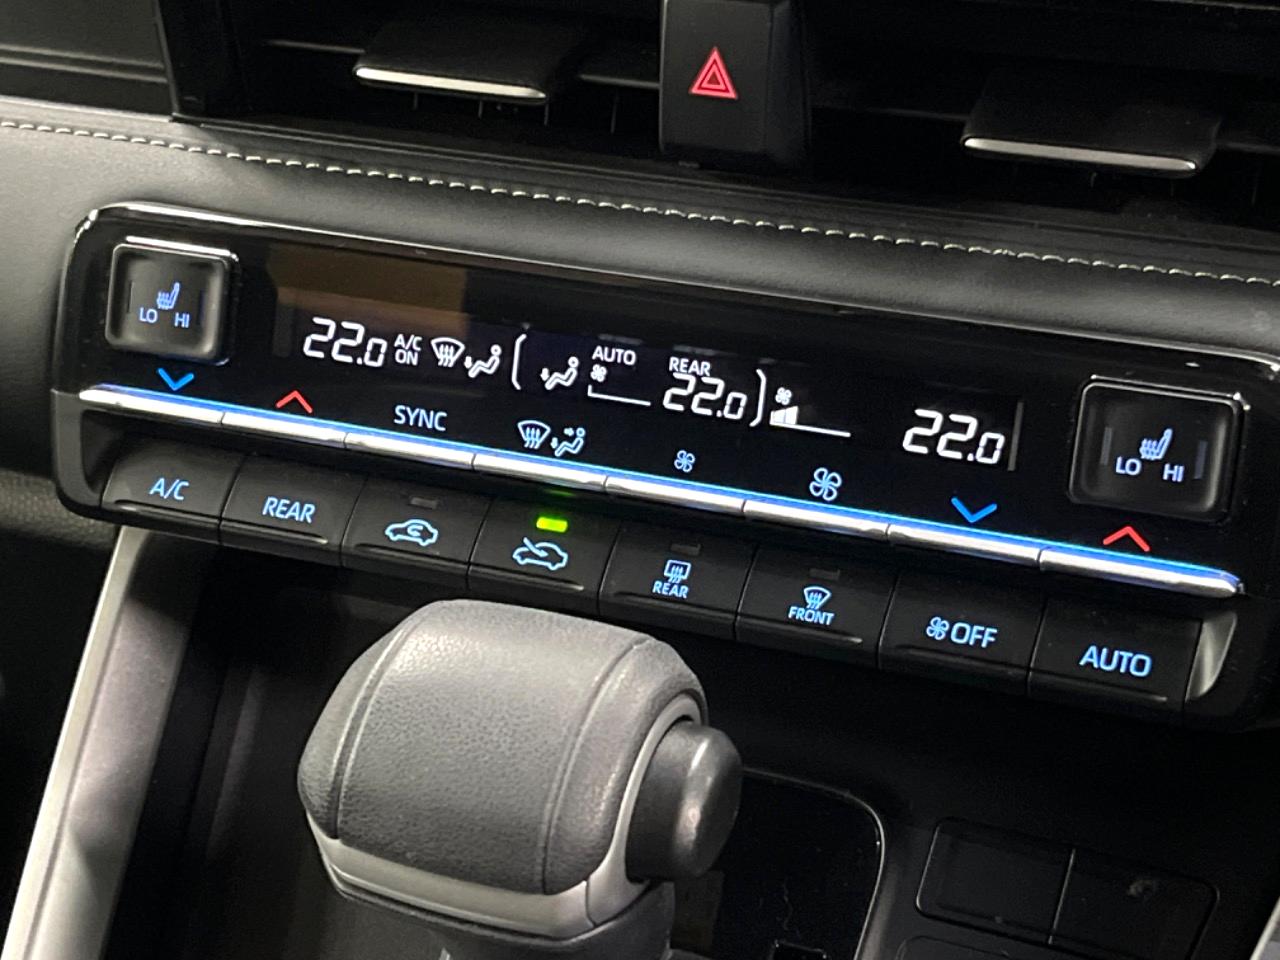 LO HI
22.0 A/C ON
AUTO
REAR
22.0
22.0
LO HI
SYNC
A/C
REAR
REAR
FRONT
OFF
AUTO